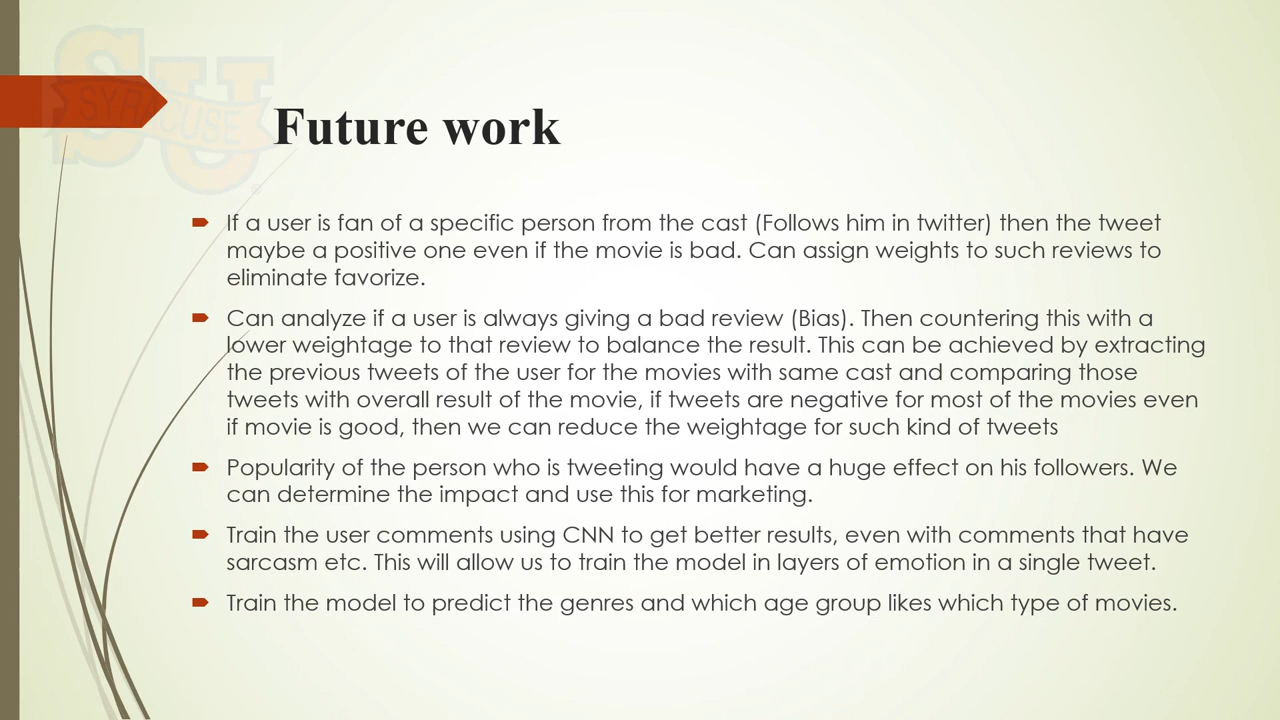 SU
SYRACUSE
Future work
If a user is fan of a specific person from the cast (Follows him in twitter) then the tweet
maybe a positive one even if the movie is bad. Can assign weights to such reviews to
eliminate favorize.
Can analyze if a user is always giving a bad review (Bias). Then countering this with a
lower weightage to that review to balance the result. This can be achieved by extracting
the previous tweets of the user for the movies with same cast and comparing those
tweets with overall result of the movie, if tweets are negative for most of the movies even
if movie is good, then we can reduce the weightage for such kind of tweets
Popularity of the person who is tweeting would have a huge effect on his followers. We
can determine the impact and use this for marketing.
Train the user comments using CNN to get better results, even with comments that have
sarcasm etc. This will allow us to train the model in layers of emotion in a single tweet.
Train the model to predict the genres and which age group likes which type of movies.